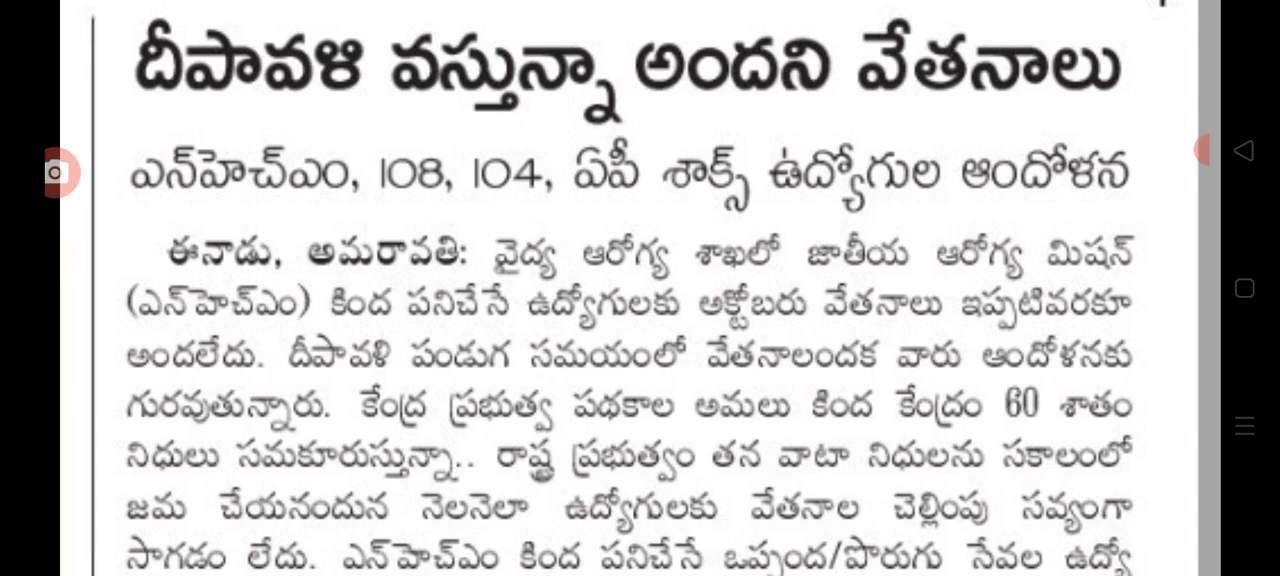 దీపావళి వస్తున్నా అందని వేతనాలు
ఎన్‌హెచ్‌ఎం, 108, 104, ఏపీ శాక్స్ ఉద్యోగుల ఆందోళన
ఈనాడు, అమరావతి: వైద్య ఆరోగ్య శాఖలో జాతీయ ఆరోగ్య మిషన్
(ఎన్‌హెచ్‌ఎం) కింద పనిచేసే ఉద్యోగులకు అక్టోబరు వేతనాలు ఇప్పటివరకూ
అందలేదు. దీపావళి పండుగ సమయంలో వేతనాలందక వారు ఆందోళనకు
గురవుతున్నారు. కేంద్ర ప్రభుత్వ పథకాల అమలు కింద కేంద్రం 60 శాతం
నిధులు సమకూరుస్తున్నా.. రాష్ట్ర ప్రభుత్వం తన వాటా నిధులను సకాలంలో
జమ చేయనందున నెలనెలా ఉద్యోగులకు వేతనాల చెల్లింపు సవ్యంగా
సాగడం లేదు. ఎన్‌హెచ్‌ఎం కింద పనిచేసే ఒప్పంద/పొరుగు సేవల ఉద్యో